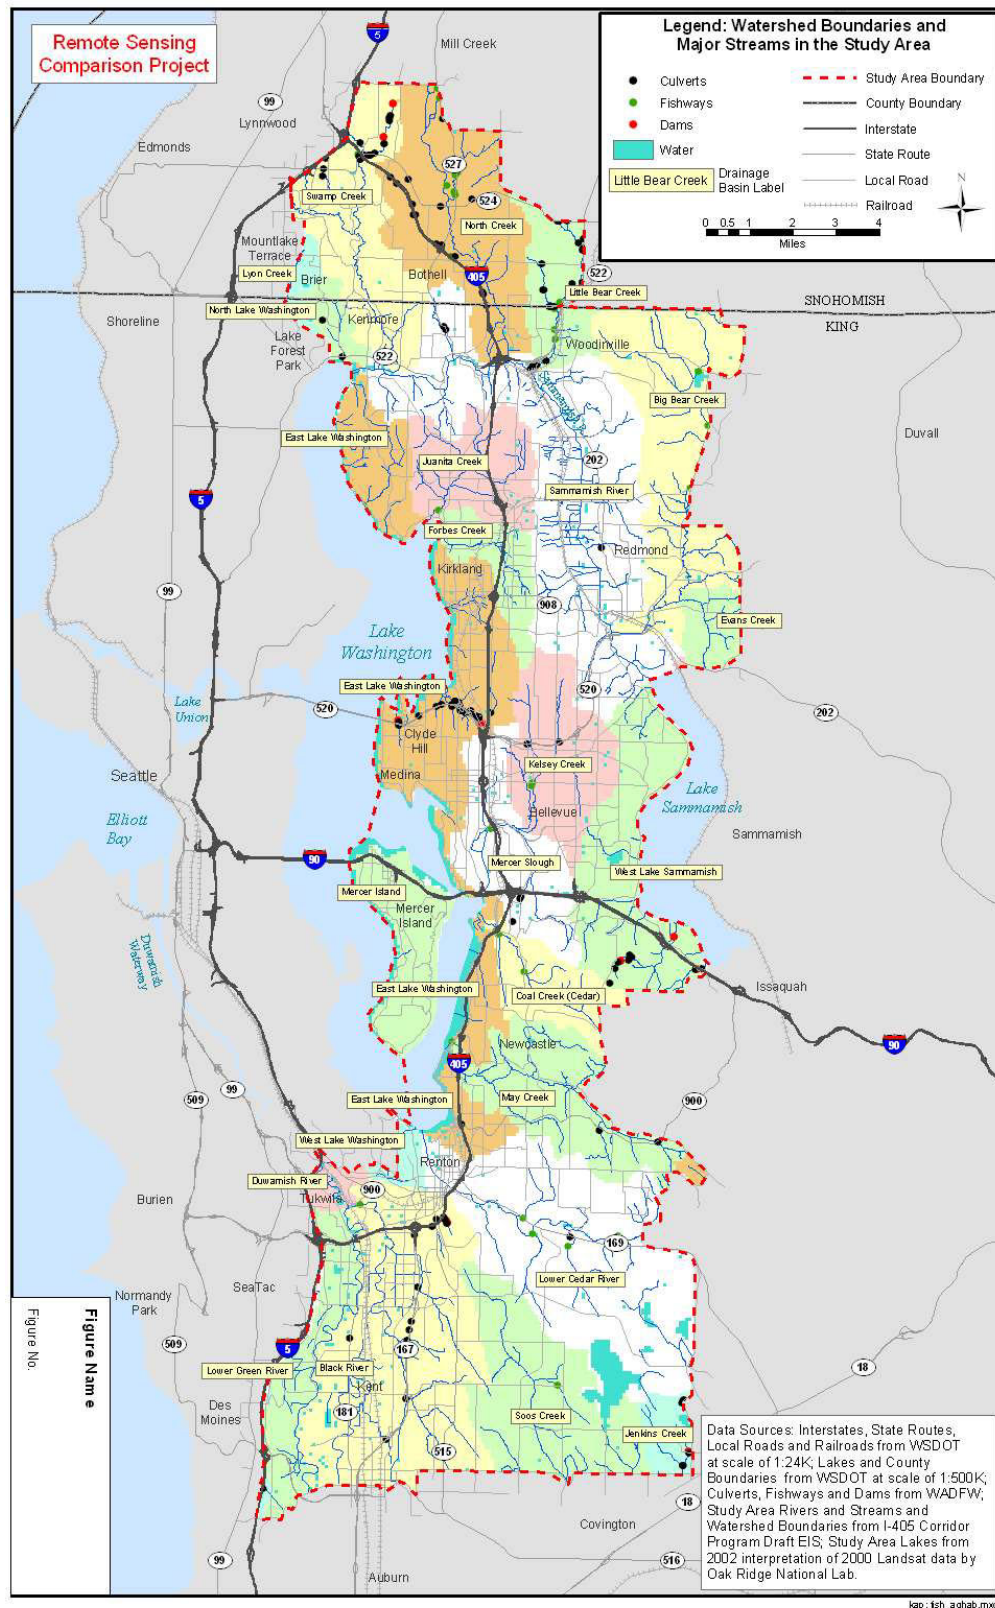 Remote Sensing
Comparison Project
Legend: Watershed Boundaries and
Major Streams in the Study Area
Culverts
Fishways
Dams
Water
Little Bear Creek
Drainage
Basin Label
Study Area Boundary
County Boundary
Interstate
State Route
Local Road
Railroad
N
0 0.5 1 2 3 4
Miles
5
Mill Creek
99
Lynnwood
Edmonds
527
Swamp Creek
524
North Creek
Mountlake
Terrace
Lyon Creek
Brier
Bothell
405
522
Little Bear Creek
SNOHOMISH
KING
North Lake Washington
Shoreline
Kenmore
Lake
Forest
Park
522
Woodinville
Big Bear Creek
Duvall
East Lake Washington
Juanita Creek
202
Sammamish River
5
Forbes Creek
Redmond
Kirkland
99
908
Evans Creek
Lake
Washington
East Lake Washington
520
Lake
Union
520
202
Clyde
Hill
Kelsey Creek
Medina
Seattle
Lake
Sammamish
Bellevue
Elliott
Bay
Sammamish
90
Mercer Slough
West Lake Sammamish
Mercer Island
Mercer
Island
Duwamish
Waterway
East Lake Washington
Coal Creek (Cedar)
Issaquah
Newcastle
90
405
99
509
East Lake Washington
May Creek
900
West Lake Washington
Renton
Duwamish River
900
Tukwila
Burien
169
Lower Cedar River
SeaTac
Normandy
Park
Figure Name
Figure No.
509
5
167
18
Lower Green River
Black River
Kent
Des
Moines
181
Soos Creek
Jenkins Creek
515
Data Sources: Interstates, State Routes,
Local Roads and Railroads from WSDOT
at scale of 1:24K; Lakes and County
Boundaries from WSDOT at scale of 1:500K;
Culverts, Fishways and Dams from WADFW;
Study Area Rivers and Streams and
Watershed Boundaries from I-405 Corridor
Program Draft EIS; Study Area Lakes from
2002 interpretation of 2000 Landsat data by
Oak Ridge National Lab.
18
Covington
99
516
Auburn